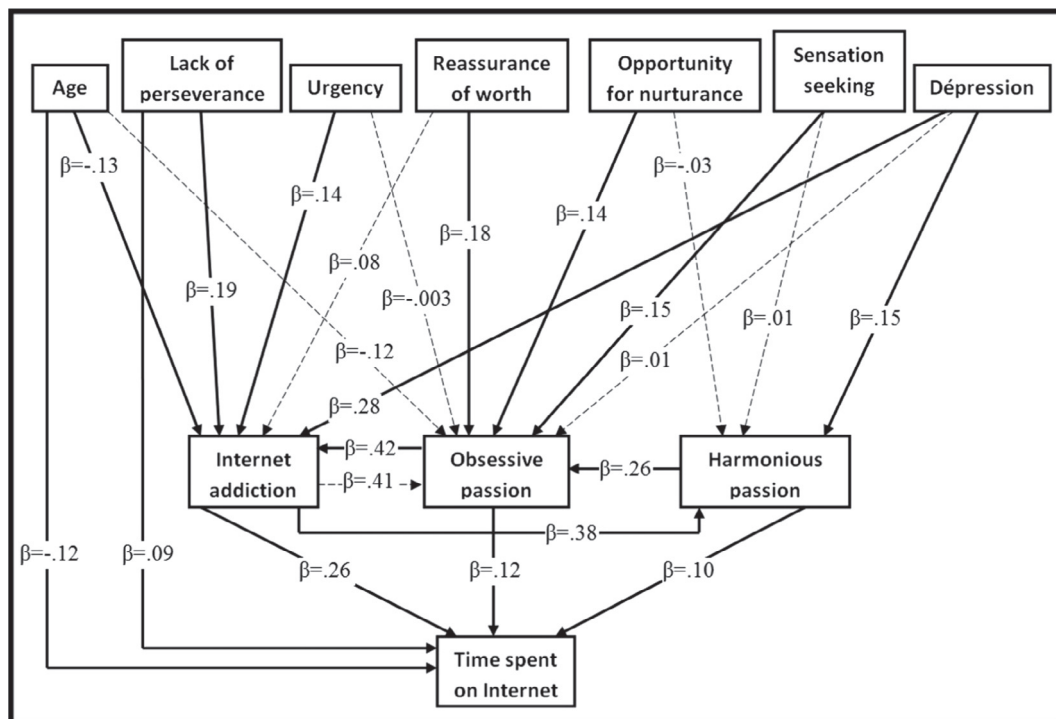 Age
Lack of
perseverance
Urgency
Reassurance
of worth
Opportunity
for nurturance
Sensation
seeking
Dépression
β=-.13
β=.14
β=.08
β=.18
β=.14
β=-.03
β=.19
β=-.003
β=.15
β=.01
β=.15
β=-.12
β=.01
β=.28
Internet
addiction
β=.42
β=.41
Obsessive
passion
β=.26
Harmonious
passion
β=.38
β=-.12
β=.09
β=.26
β=.12
β=.10
Time spent
on Internet